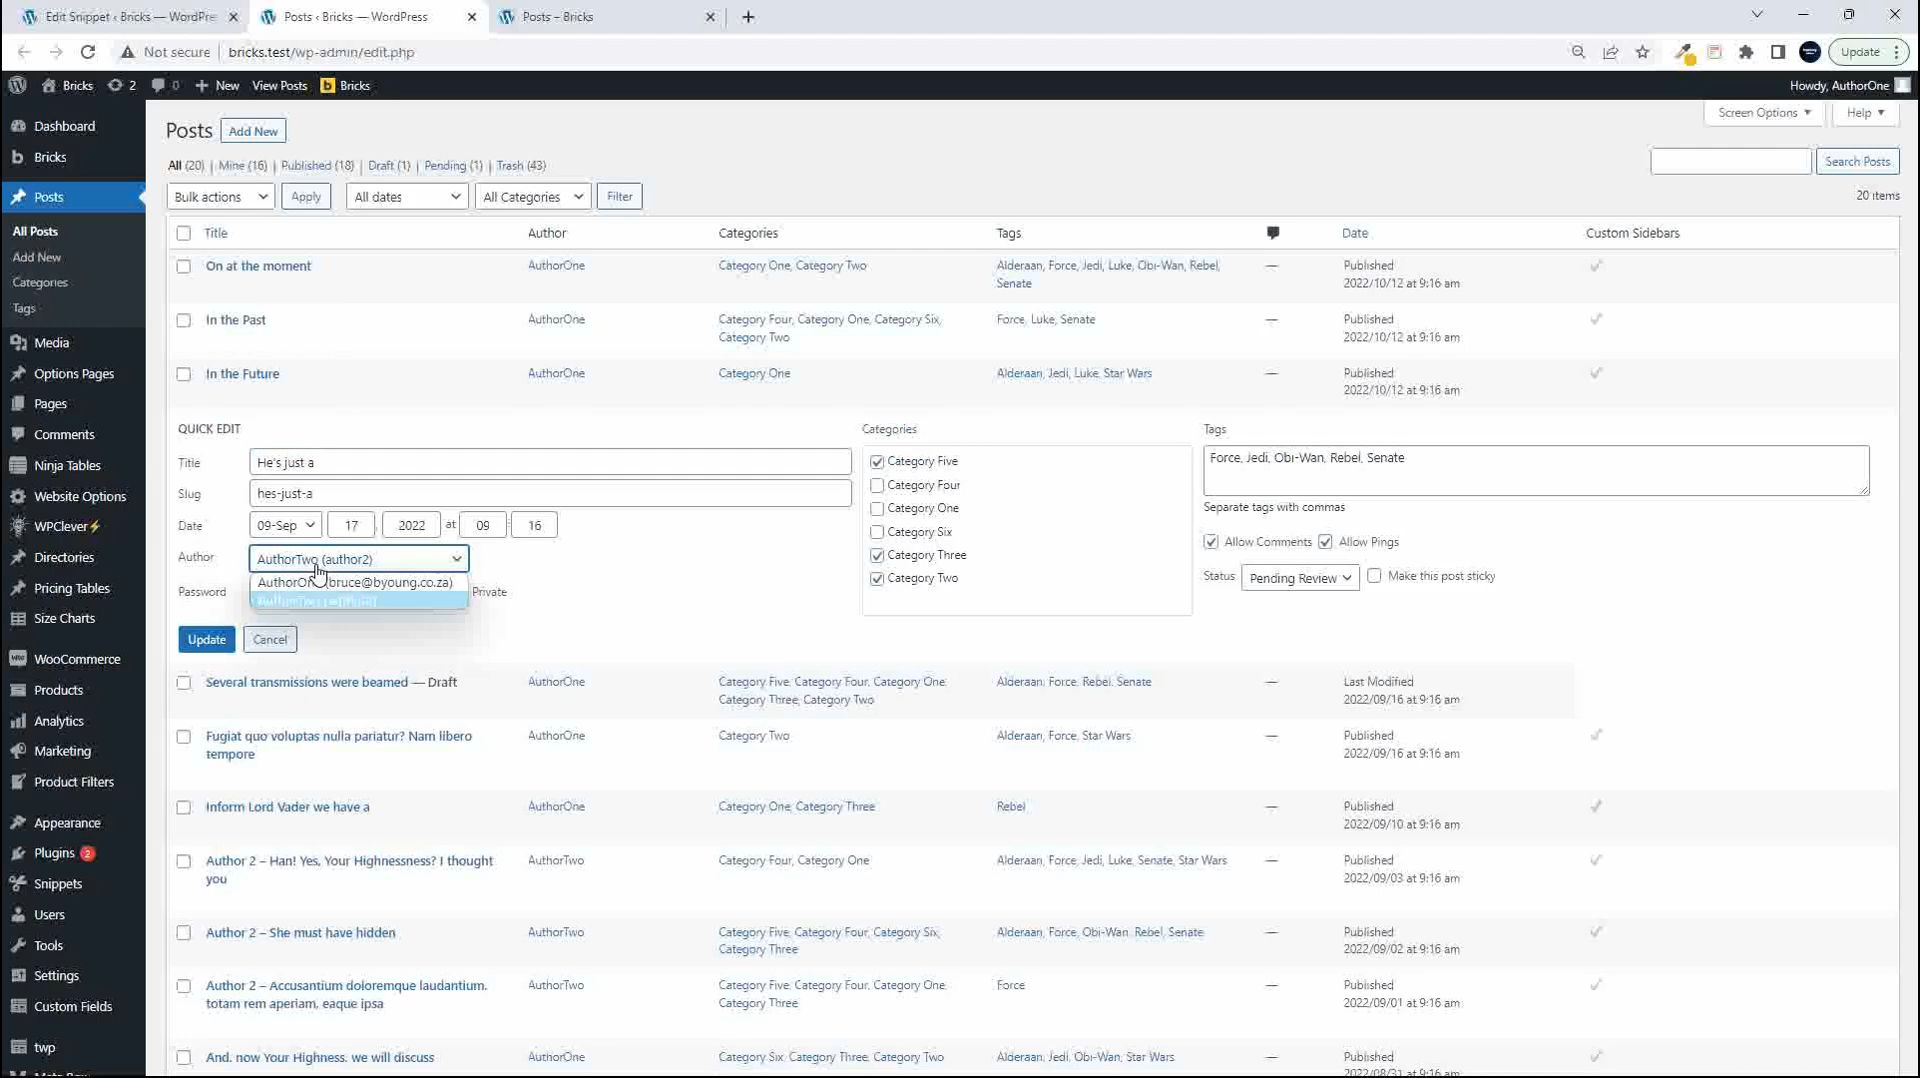 Edit Snippet ‹ Bricks — WordPre
Posts ‹ Bricks — WordPress
Posts – Bricks
Not secure
bricks.test/wp-admin/edit.php
Update
Bricks
2
0
New
View Posts
b
Bricks
Howdy, AuthorOne
Screen Options
Help
Dashboard
Bricks
Posts
All Posts
Add New
Categories
Tags
Media
Options Pages
Pages
Comments
Ninja Tables
Website Options
WPClever⚡
Directories
Pricing Tables
Size Charts
WooCommerce
Products
Analytics
Marketing
Product Filters
Appearance
Plugins 2
Snippets
Users
Tools
Settings
Custom Fields
twp
Posts
Add New
All (20) | Mine (16) | Published (18) | Draft (1) | Pending (1) | Trash (43)
Search Posts
Bulk actions
Apply
All dates
All Categories
Filter
20 items
Title Author Categories Tags Date Custom Sidebars
On at the moment AuthorOne Category One, Category Two Alderaan, Force, Jedi, Luke, Obi-Wan, Rebel, — Published
Senate 2022/10/12 at 9:16 am
In the Past AuthorOne Category Four, Category One, Category Six, Force, Luke, Senate — Published
Category Two 2022/10/12 at 9:16 am
In the Future AuthorOne Category One Alderaan, Jedi, Luke, Star Wars — Published
2022/10/12 at 9:16 am
QUICK EDIT
Title He's just a
Slug hes-just-a
Date 09-Sep 17 , 2022 at 09 : 16
Author AuthorTwo (author2)
(bruce@byoung.co.za)
Password
Private
Update
Cancel
Categories
Category Five
Category Four
Category One
Category Six
Category Three
Category Two
Tags
Force, Jedi, Obi-Wan, Rebel, Senate
Separate tags with commas
Allow Comments
Allow Pings
Status Pending Review
Make this post sticky
Several transmissions were beamed — Draft AuthorOne Category Five, Category Four, Category One, Alderaan, Force, Rebel, Senate — Last Modified
Category Three, Category Two 2022/09/16 at 9:16 am
Fugiat quo voluptas nulla pariatur? Nam libero AuthorOne Category Two Alderaan, Force, Star Wars — Published
tempore 2022/09/16 at 9:16 am
Inform Lord Vader we have a AuthorOne Category One, Category Three Rebel — Published
2022/09/10 at 9:16 am
Author 2 – Han! Yes, Your Highnessness? I thought AuthorTwo Category Four, Category One Alderaan, Force, Jedi, Luke, Senate, Star Wars — Published
you 2022/09/03 at 9:16 am
Author 2 – She must have hidden AuthorTwo Category Five, Category Four, Category Six, Alderaan, Force, Obi-Wan, Rebel, Senate — Published
Category Three 2022/09/02 at 9:16 am
Author 2 – Accusantium doloremque laudantium, AuthorTwo Category Five, Category Four, Category One, Force — Published
totam rem aperiam, eaque ipsa Category Three 2022/09/01 at 9:16 am
And, now Your Highness, we will discuss AuthorOne Category Six, Category Three, Category Two Alderaan, Jedi, Obi-Wan, Star Wars — Published
2022/08/31 at 9:16 am